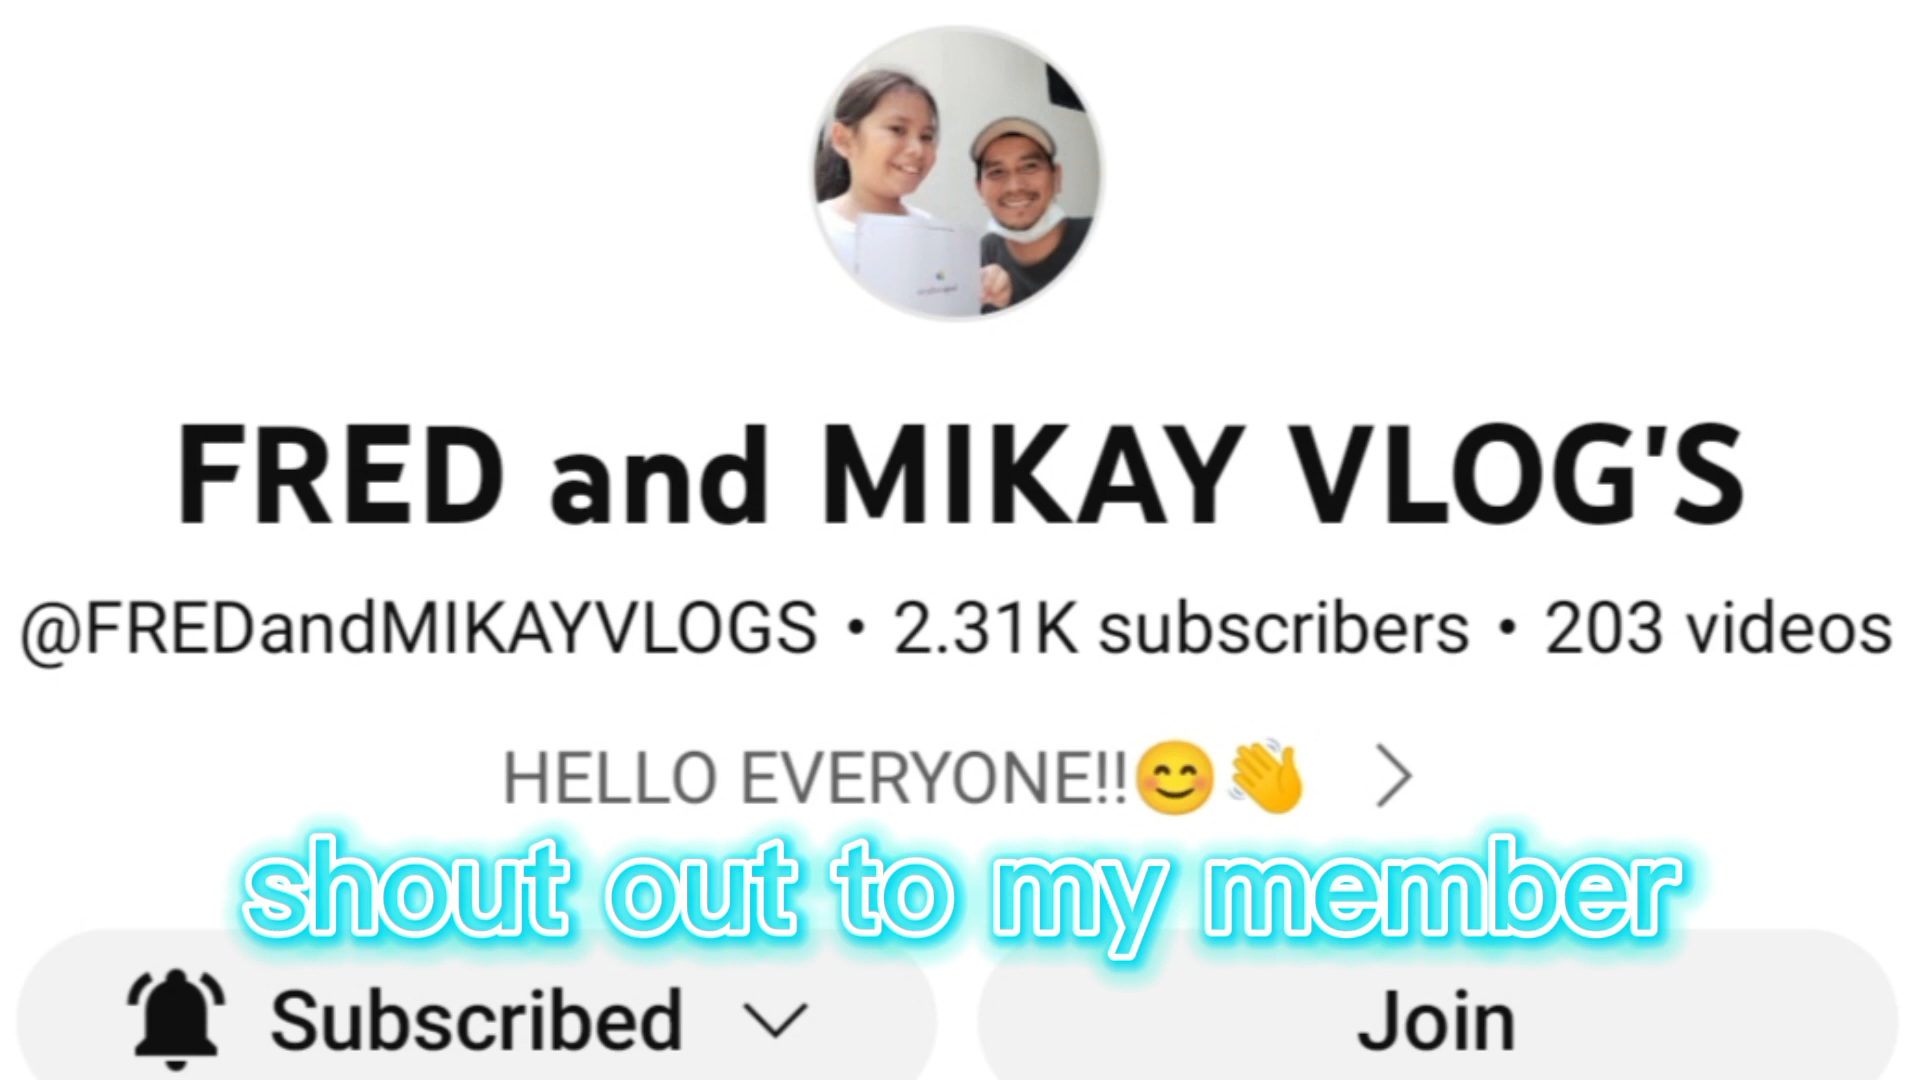 FRED and MIKAY VLOG'S
@FREDandMIKAYVLOGS • 2.31K subscribers • 203 videos
HELLO EVERYONE!!😊👋
shout out to my member
Subscribed
Join